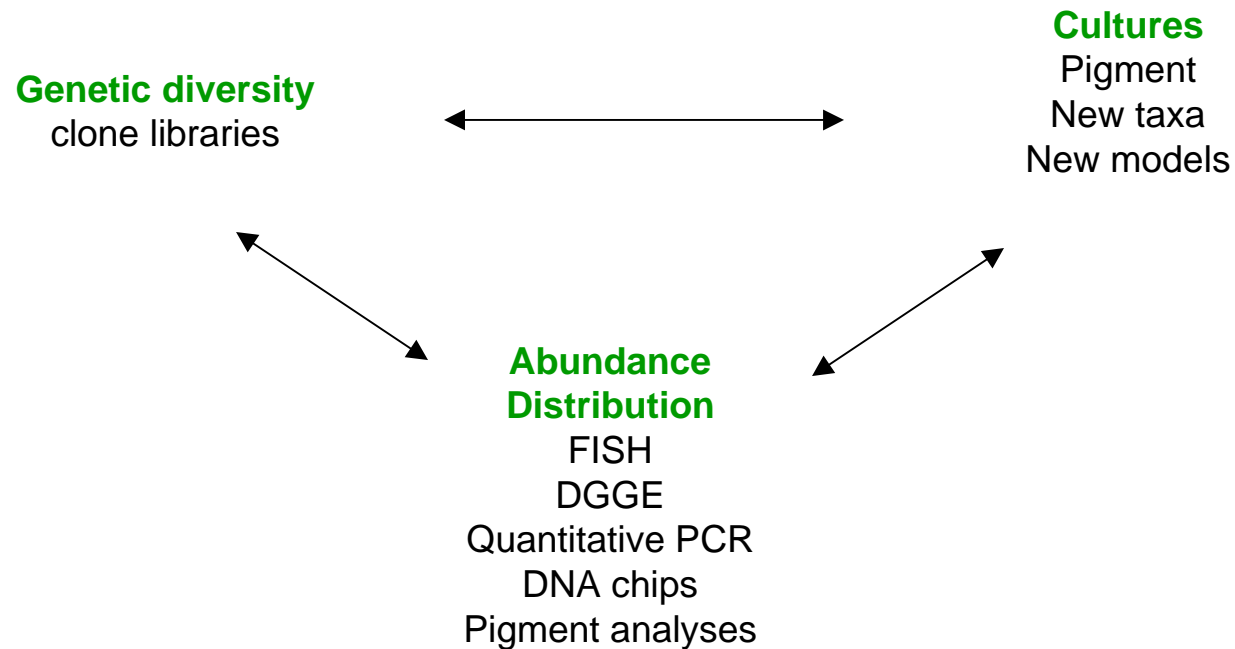 Genetic diversity
clone libraries
Cultures
Pigment
New taxa
New models
Abundance
Distribution
FISH
DGGE
Quantitative PCR
DNA chips
Pigment analyses